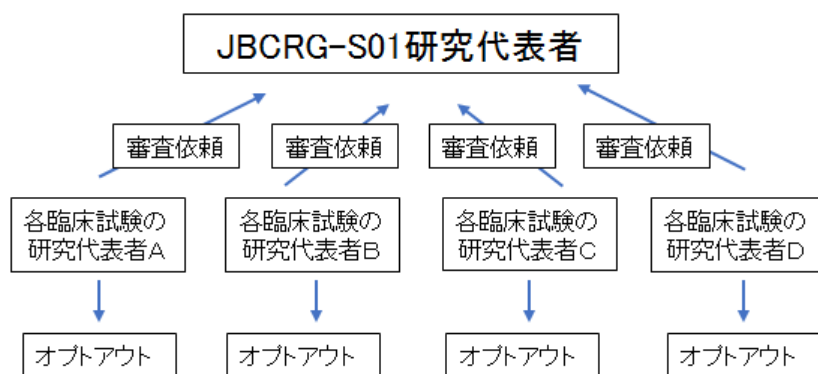 JBCRG-S01研究代表者
審査依頼
審査依頼
審査依頼
審査依頼
各臨床試験の
研究代表者A
各臨床試験の
研究代表者B
各臨床試験の
研究代表者C
各臨床試験の
研究代表者D
オプトアウト
オプトアウト
オプトアウト
オプトアウト